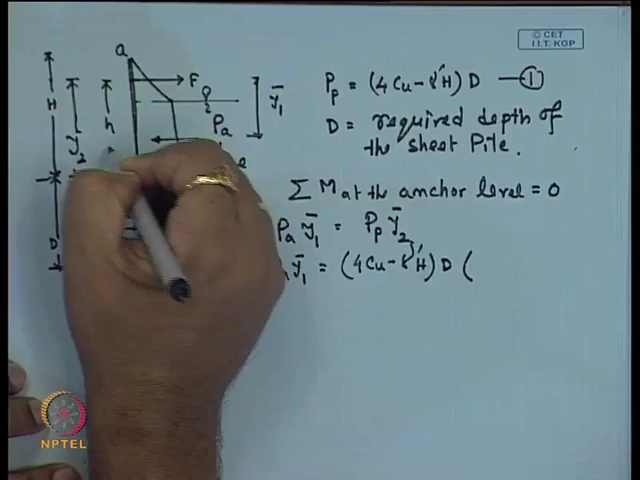 © CET
I.I.T. KGP
a
F
H
h
ȳ₂
ȳ₁
Pa
D
Pp = (4Cu - γ'H) D —①
D = required depth of
the sheet Pile.
∑ M at the anchor level = 0
Pa ȳ₁ = Pp ȳ₂
ȳ₁ = (4Cu - γ'H) D (
NPTEL